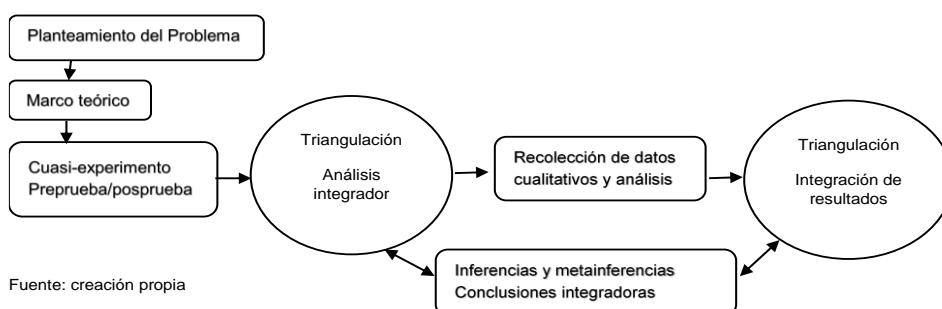 Planteamiento del Problema
Marco teórico
Cuasi-experimento
Preprueba/posprueba
Triangulación
Análisis
integrador
Recolección de datos
cualitativos y análisis
Triangulación
Integración de
resultados
Inferencias y metainferencias
Conclusiones integradoras
Fuente: creación propia